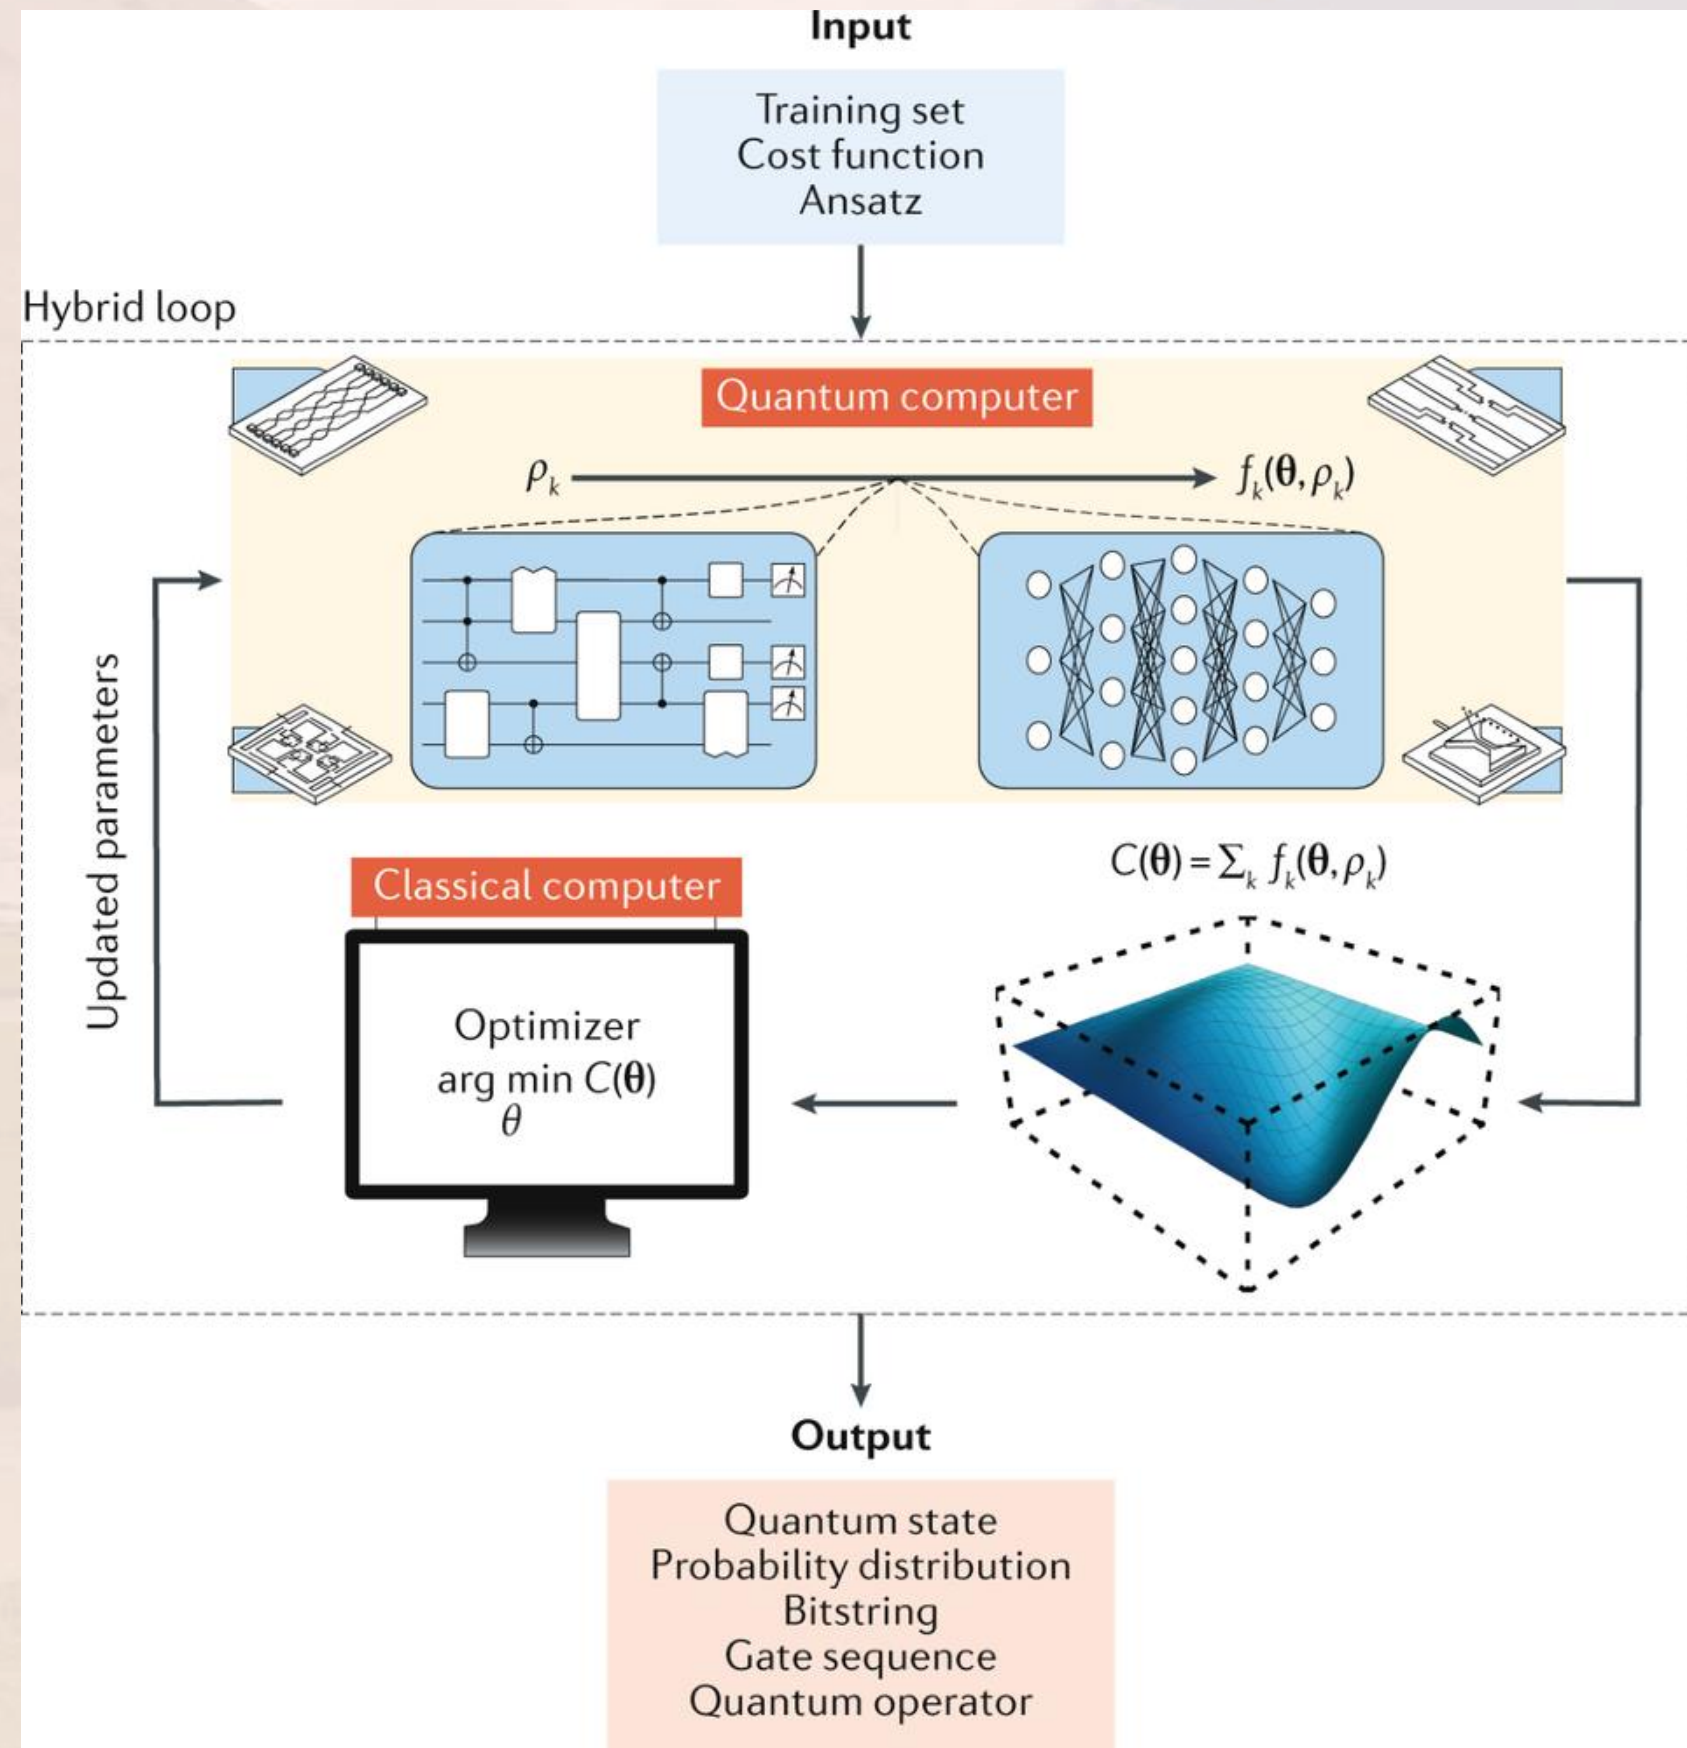 Input
Training set
Cost function
Ansatz
Hybrid loop
Quantum computer
ρₖ
fₖ(θ, ρₖ)
Updated parameters
Classical computer
C(θ) = Σₖ fₖ(θ, ρₖ)
Optimizer
arg min C(θ)
θ
Output
Quantum state
Probability distribution
Bitstring
Gate sequence
Quantum operator